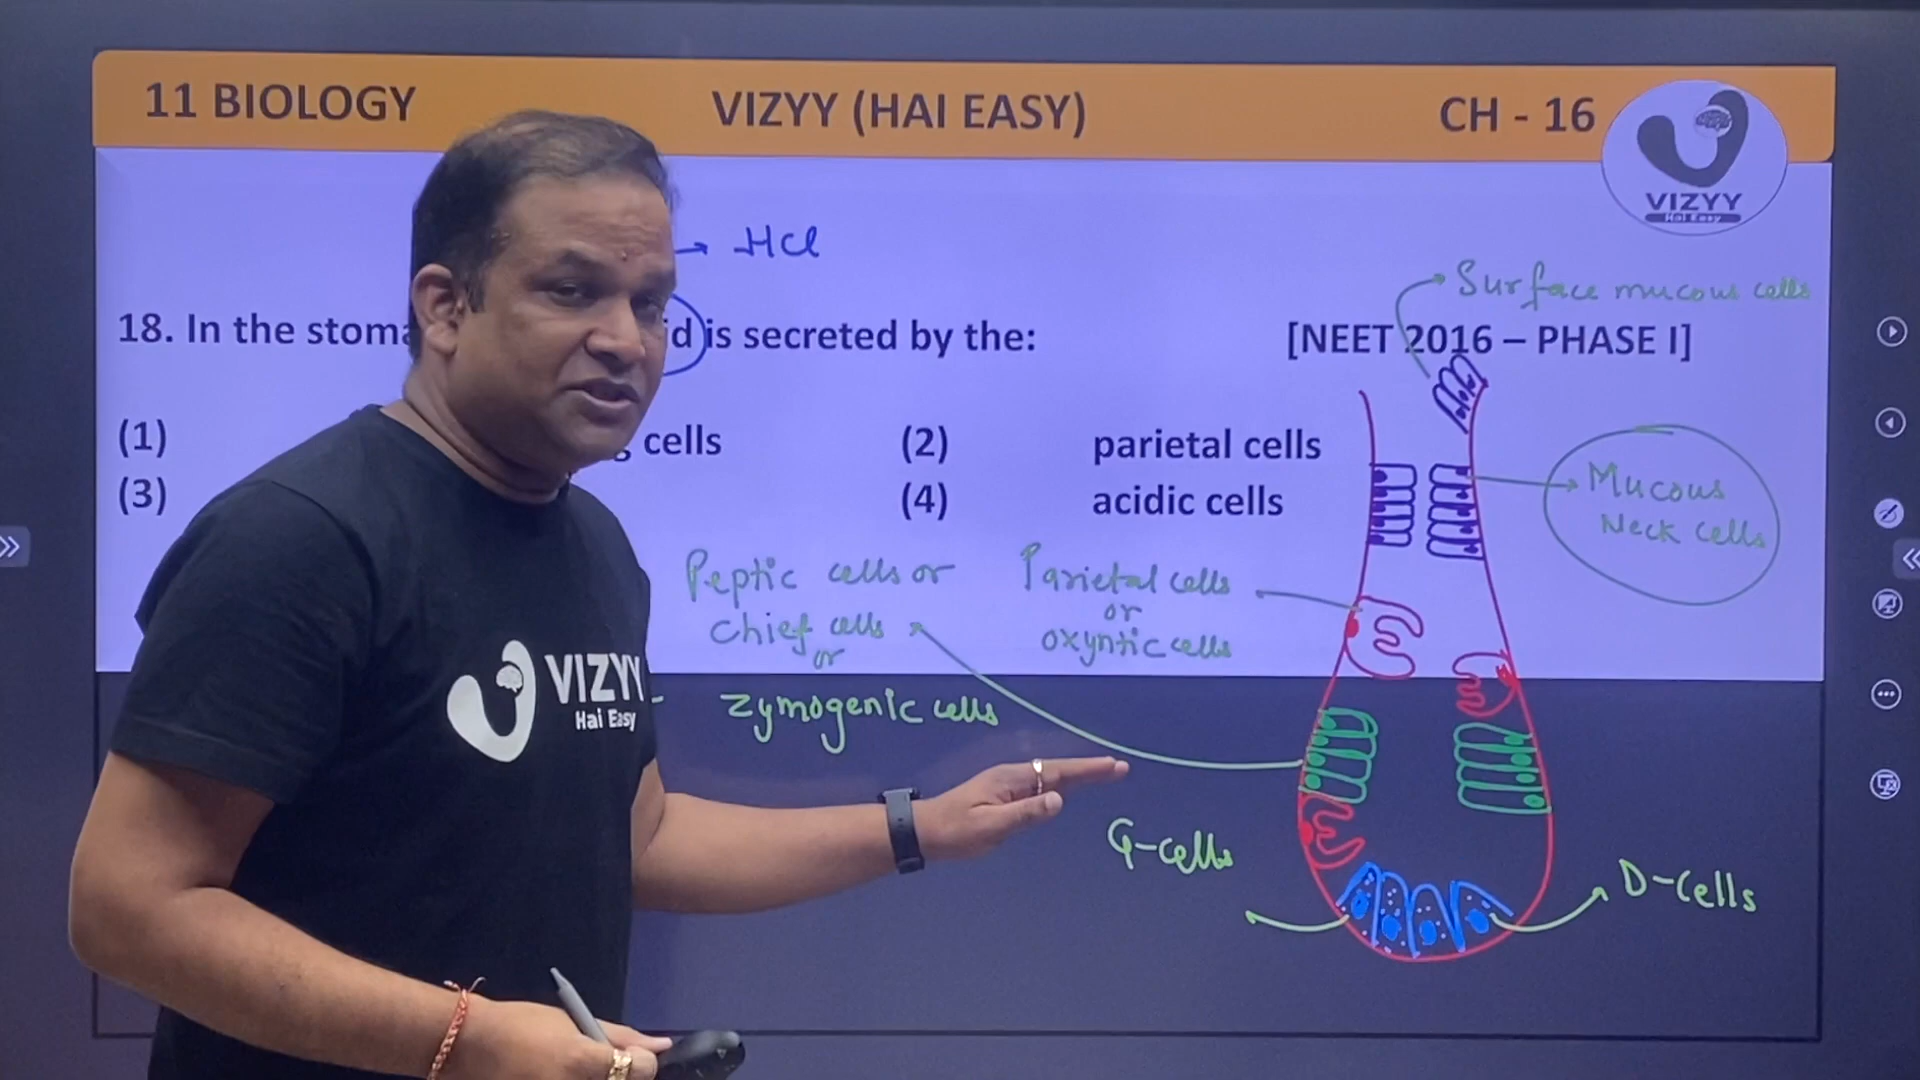 11 BIOLOGY
VIZYY (HAI EASY)
CH - 16
VIZYY
Hai Easy
HCl
Surface mucous cells
18. In the stoma id is secreted by the:
[NEET 2016 – PHASE I]
(1) cells
(2) parietal cells
(3)
(4) acidic cells
Mucous
Neck cells
Peptic cells or
chief cells
or
zymogenic cells
Parietal cells
or
oxyntic cells
VIZYY
Hai Easy
G-cells
D-cells